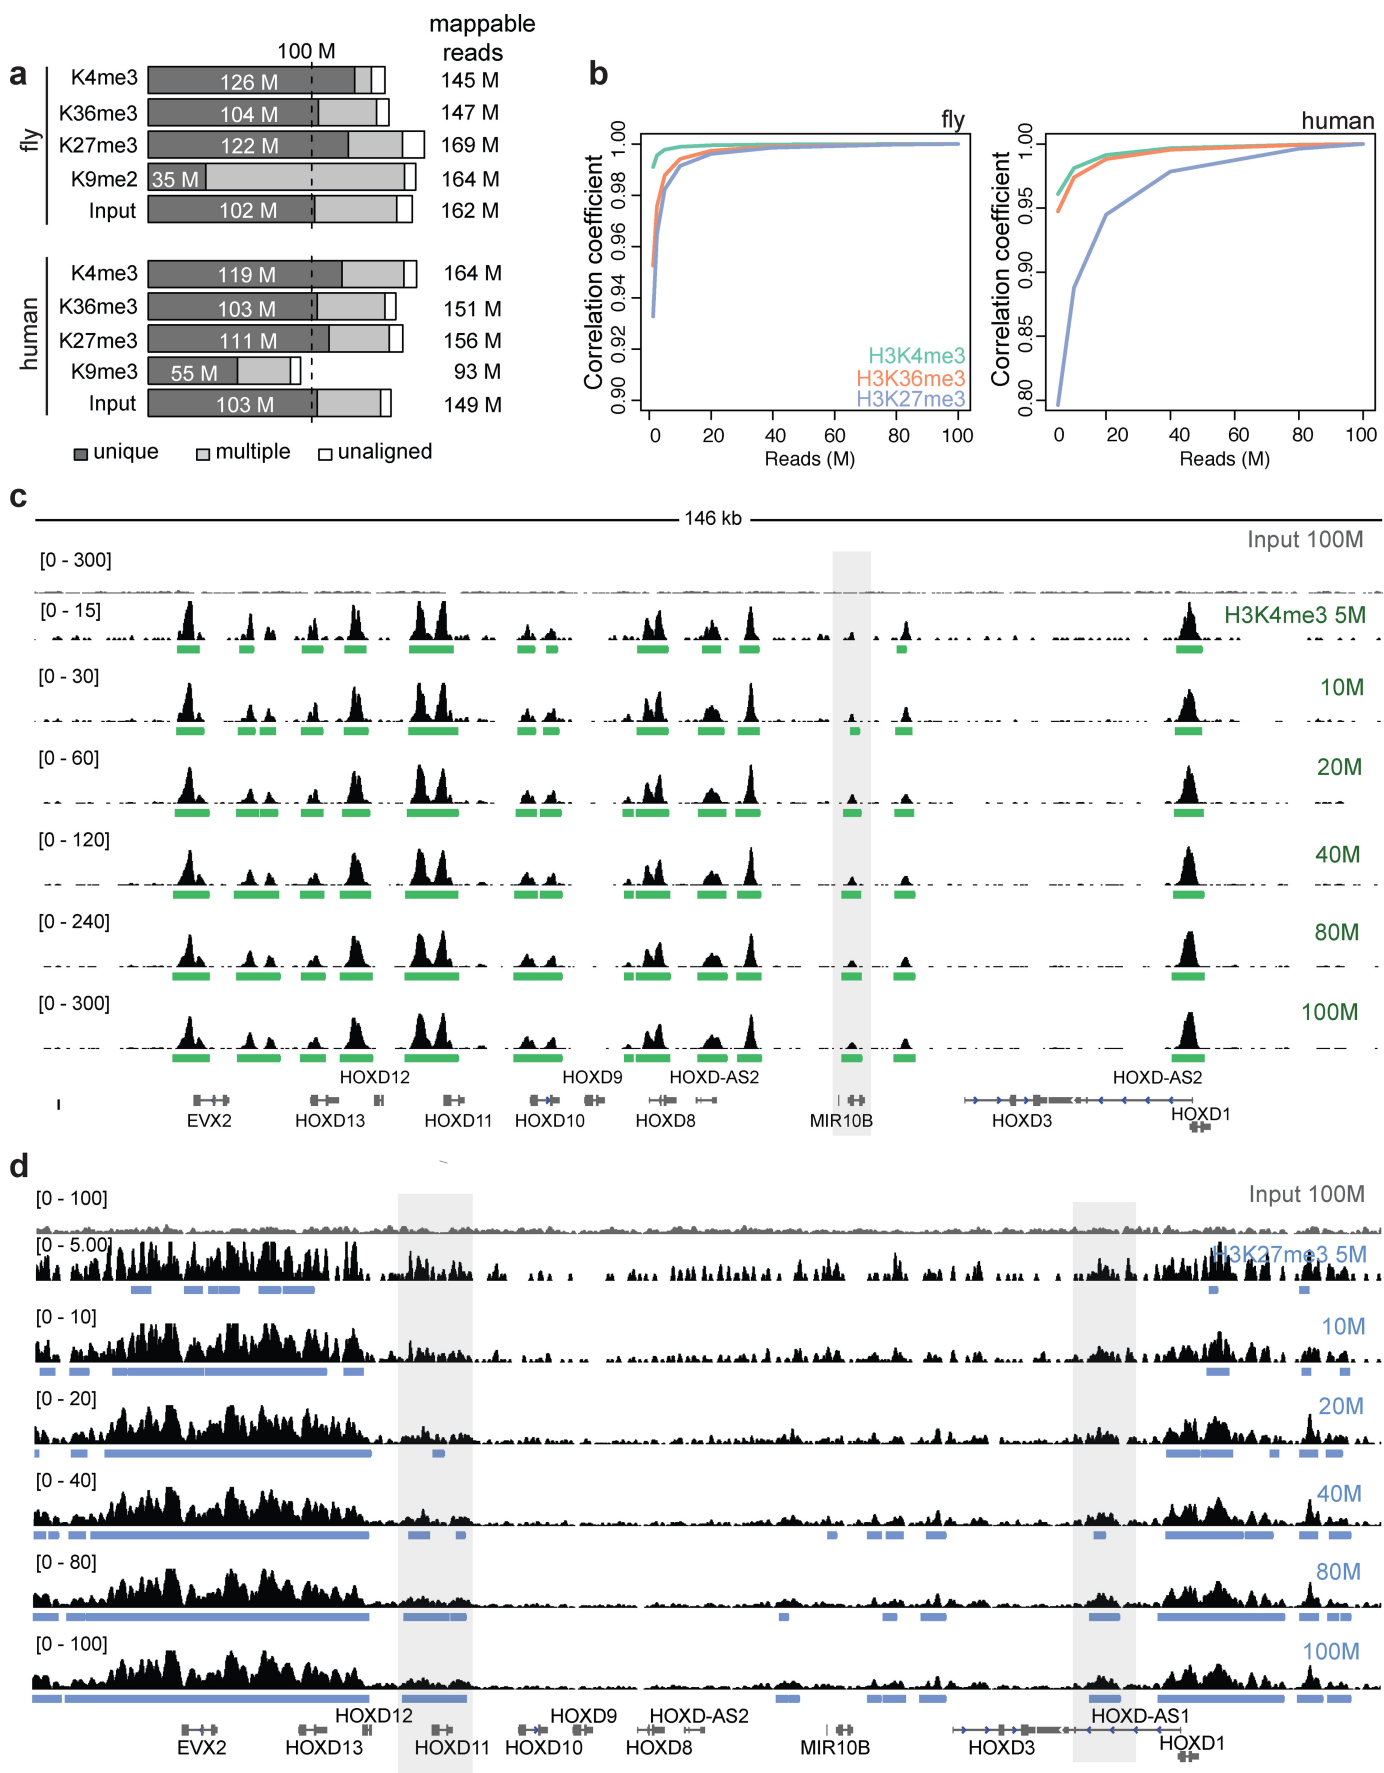 a
100 M
mappable
reads
fly
K4me3 126 M 145 M
K36me3 104 M 147 M
K27me3 122 M 169 M
K9me2 35 M 164 M
Input 102 M 162 M
human
K4me3 119 M 164 M
K36me3 103 M 151 M
K27me3 111 M 156 M
K9me3 55 M 93 M
Input 103 M 149 M
unique multiple unaligned
b
fly
Correlation coefficient
1.00
0.98
0.96
0.94
0.92
0.90
H3K4me3
H3K36me3
H3K27me3
0 20 40 60 80 100
Reads (M)
human
Correlation coefficient
1.00
0.95
0.90
0.85
0.80
0 20 40 60 80 100
Reads (M)
c
146 kb
Input 100M
[0 - 300]
[0 - 15] H3K4me3 5M
[0 - 30] 10M
[0 - 60] 20M
[0 - 120] 40M
[0 - 240] 80M
[0 - 300] 100M
HOXD12 HOXD9 HOXD-AS2 HOXD-AS2
EVX2 HOXD13 HOXD11 HOXD10 HOXD8 MIR10B HOXD3 HOXD1
d
[0 - 100] Input 100M
[0 - 5.00] H3K27me3 5M
[0 - 10] 10M
[0 - 20] 20M
[0 - 40] 40M
[0 - 80] 80M
[0 - 100] 100M
HOXD12 HOXD9 HOXD-AS2 HOXD-AS1
EVX2 HOXD13 HOXD11 HOXD10 HOXD8 MIR10B HOXD3 HOXD1